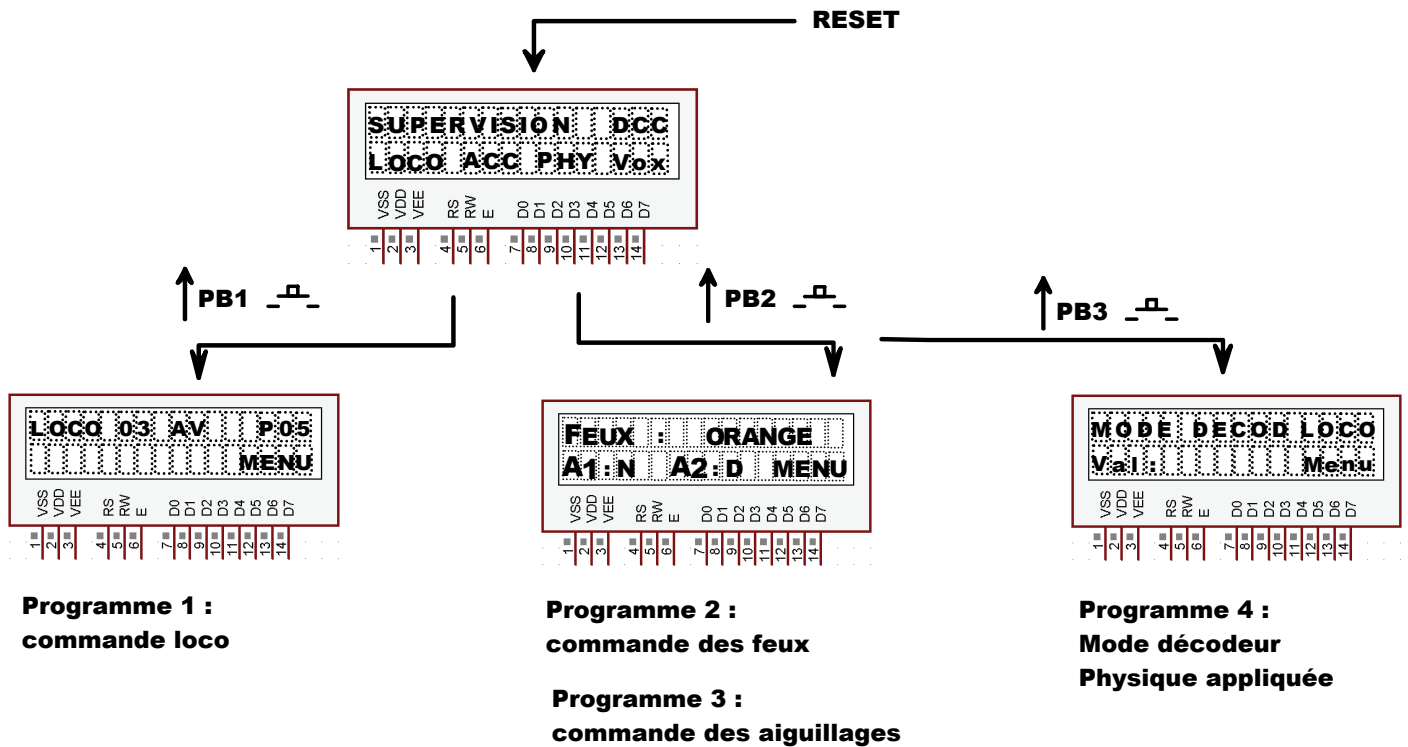 RESET
SUPERVISION DCC
LOCO ACC PHY Vox
VSS VDD VEE RS RW E D0 D1 D2 D3 D4 D5 D6 D7
1 2 3 4 5 6 7 8 9 10 11 12 13 14
PB1
PB2
PB3
LOCO 03 AV P05
MENU
VSS VDD VEE RS RW E D0 D1 D2 D3 D4 D5 D6 D7
1 2 3 4 5 6 7 8 9 10 11 12 13 14
FEUX : ORANGE
A1:N A2:D MENU
VSS VDD VEE RS RW E D0 D1 D2 D3 D4 D5 D6 D7
1 2 3 4 5 6 7 8 9 10 11 12 13 14
MODE DECOD LOCO
Val: Menu
VSS VDD VEE RS RW E D0 D1 D2 D3 D4 D5 D6 D7
1 2 3 4 5 6 7 8 9 10 11 12 13 14
Programme 1 :
commande loco
Programme 2 :
commande des feux
Programme 3 :
commande des aiguillages
Programme 4 :
Mode décodeur
Physique appliquée